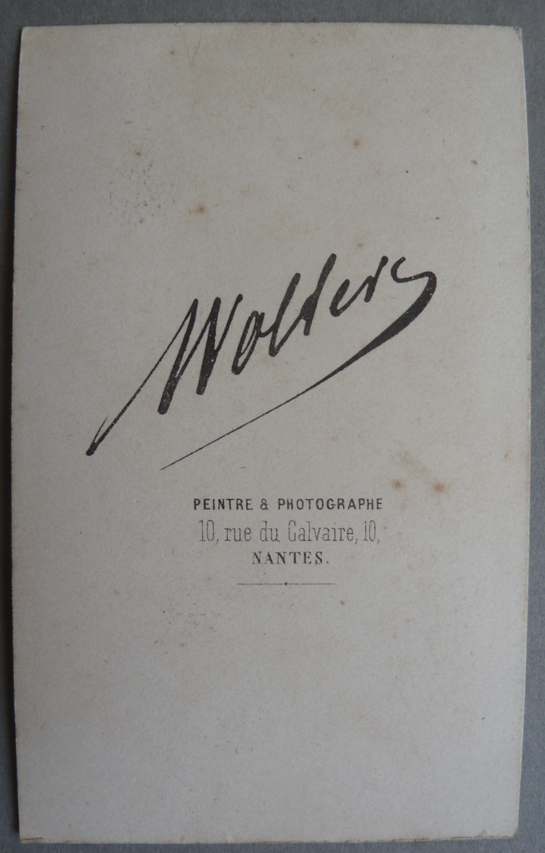 Wolters
PEINTRE & PHOTOGRAPHE
10, rue du Calvaire, 10,
NANTES.